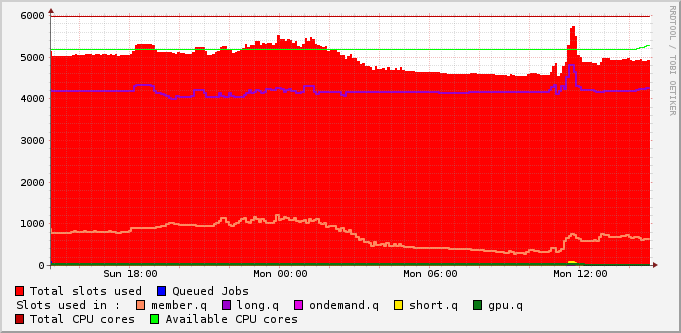 6000
5000
4000
3000
2000
1000
0
Sun 18:00 Mon 00:00 Mon 06:00 Mon 12:00
RRDTOOL / TOBI OETIKER
Total slots used Queued Jobs
Slots used in : member.q long.q ondemand.q short.q gpu.q
Total CPU cores Available CPU cores